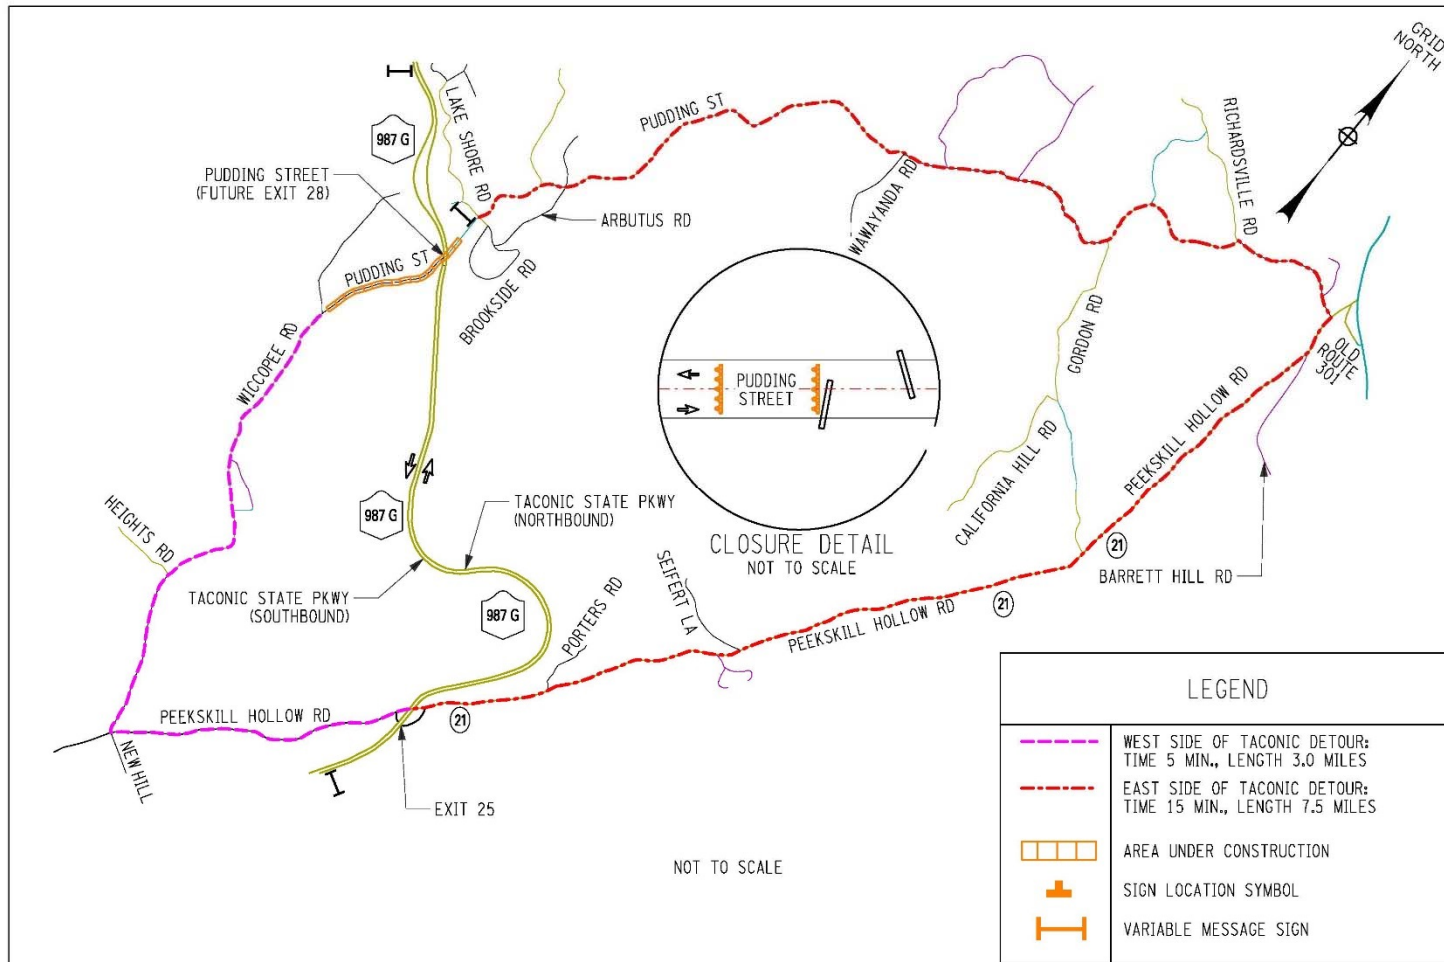 GRID
NORTH
987 G
LAKE SHORE RD
PUDDING ST
RICHARDSVILLE RD
PUDDING STREET
(FUTURE EXIT 28)
ARBUTUS RD
WAWAYANDA RD
PUDDING ST
BROOKSIDE RD
WICCOPEE RD
GORDON RD
OLD
ROUTE
301
PUDDING
STREET
PEEKSKILL HOLLOW RD
CALIFORNIA HILL RD
HEIGHTS RD
987 G
TACONIC STATE PKWY
(NORTHBOUND)
CLOSURE DETAIL
NOT TO SCALE
21
BARRETT HILL RD
TACONIC STATE PKWY
(SOUTHBOUND)
987 G
PORTERS RD
SEIFERT LA
21
PEEKSKILL HOLLOW RD
PEEKSKILL HOLLOW RD
21
NEW HILL
EXIT 25
NOT TO SCALE
LEGEND
WEST SIDE OF TACONIC DETOUR:
TIME 5 MIN., LENGTH 3.0 MILES
EAST SIDE OF TACONIC DETOUR:
TIME 15 MIN., LENGTH 7.5 MILES
AREA UNDER CONSTRUCTION
SIGN LOCATION SYMBOL
VARIABLE MESSAGE SIGN